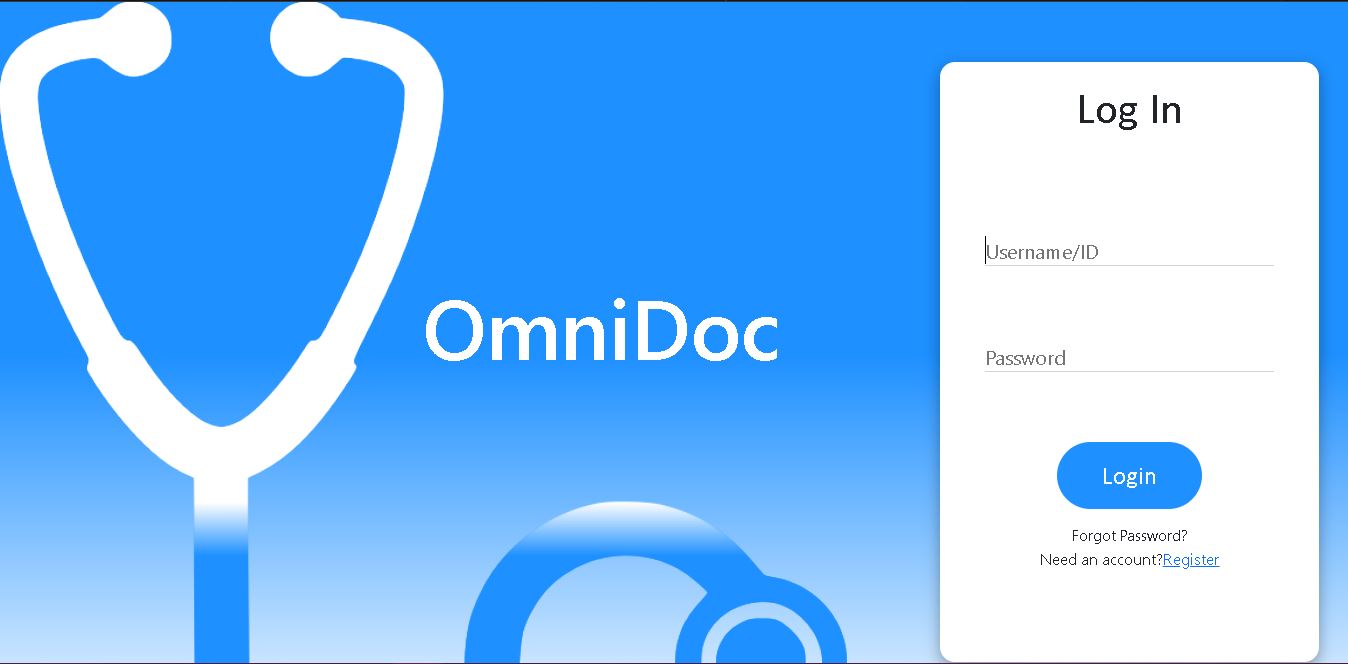 OmniDoc
Log In
Username/ID
Password
Login
Forgot Password?
Need an account?Register